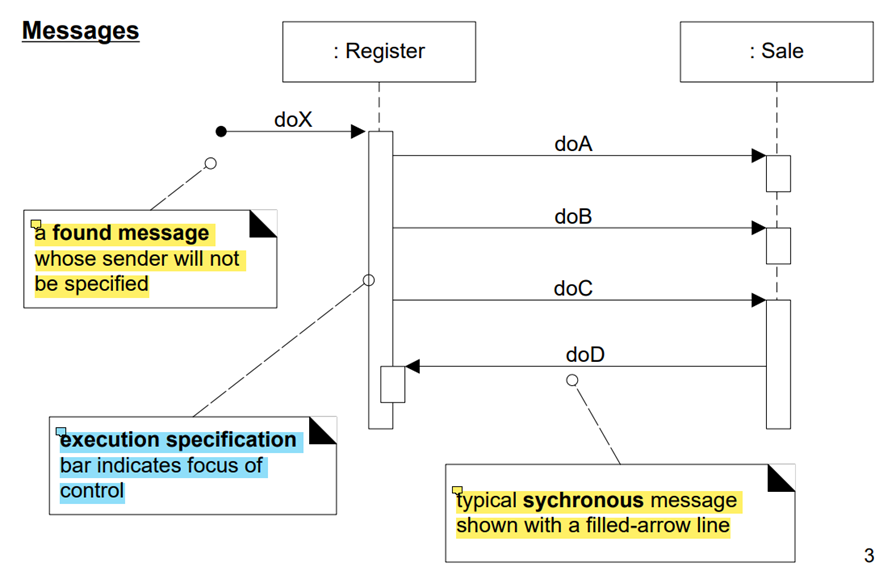 Messages
: Register
: Sale
doX
doA
doB
a found message
whose sender will not
be specified
doC
doD
execution specification
bar indicates focus of
control
typical sychronous message
shown with a filled-arrow line
3